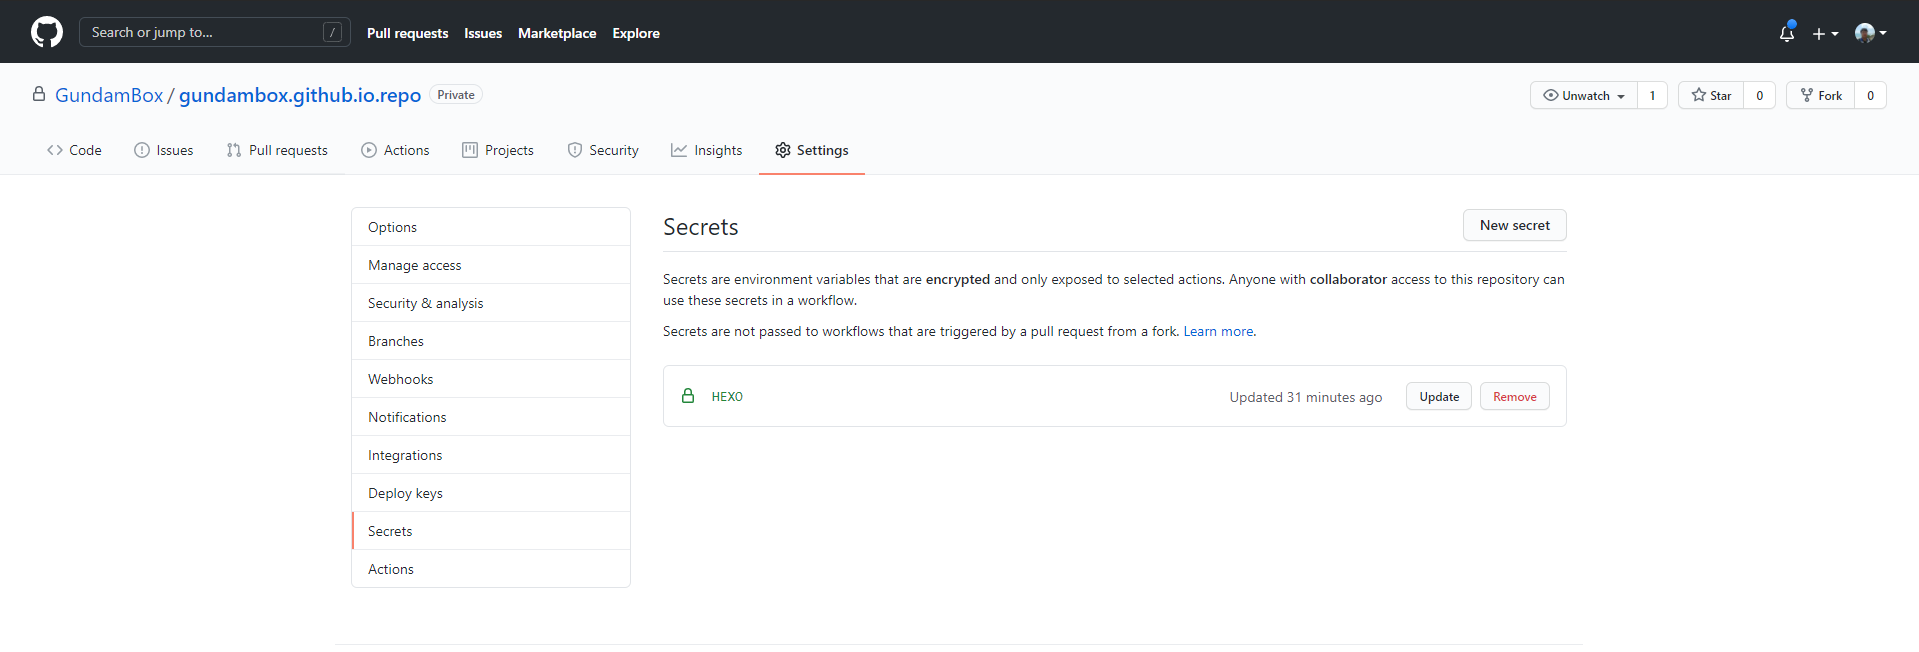 Search or jump to... /
Pull requests Issues Marketplace Explore
GundamBox / gundambox.github.io.repo Private
Unwatch 1 Star 0 Fork 0
Code Issues Pull requests Actions Projects Security Insights Settings
Options
Manage access
Security & analysis
Branches
Webhooks
Notifications
Integrations
Deploy keys
Secrets
Actions
Secrets
New secret
Secrets are environment variables that are encrypted and only exposed to selected actions. Anyone with collaborator access to this repository can
use these secrets in a workflow.
Secrets are not passed to workflows that are triggered by a pull request from a fork. Learn more.
HEXO Updated 31 minutes ago Update Remove